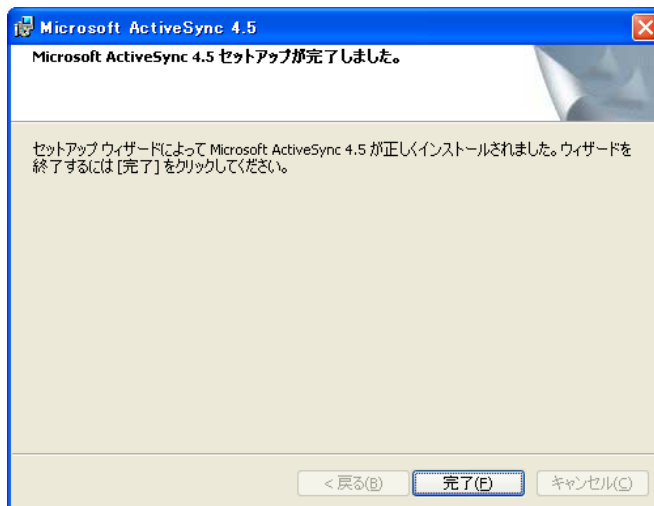 Microsoft ActiveSync 4.5
Microsoft ActiveSync 4.5 セットアップが完了しました。
セットアップ ウィザードによって Microsoft ActiveSync 4.5 が正しくインストールされました。ウィザードを
終了するには [完了] をクリックしてください。
< 戻る(B) 完了(F) キャンセル(C)